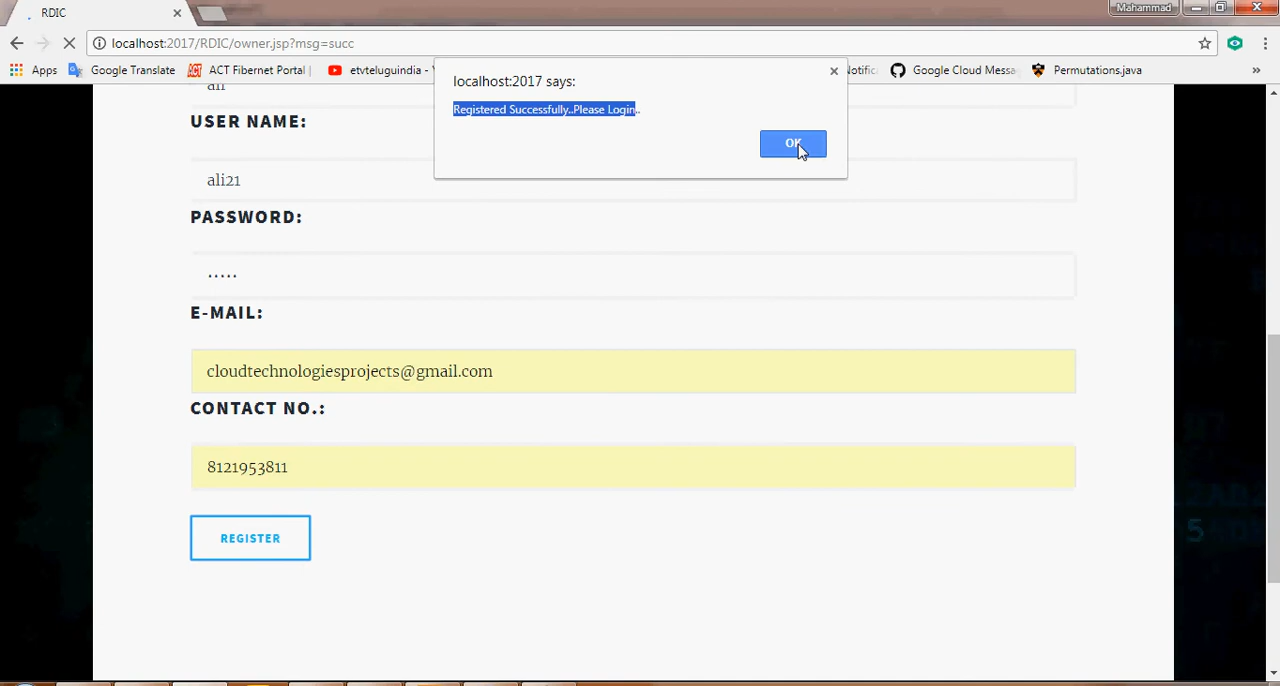 RDIC
Mahammad
localhost:2017/RDIC/owner.jsp?msg=succ
Apps Google Translate ACT Fibernet Portal | etvteluguindia - Google Cloud Messa Permutations.java »
localhost:2017 says:
Registered Successfully..Please Login..
OK
USER NAME:
ali21
PASSWORD:
.....
E-MAIL:
cloudtechnologiesprojects@gmail.com
CONTACT NO.:
8121953811
REGISTER